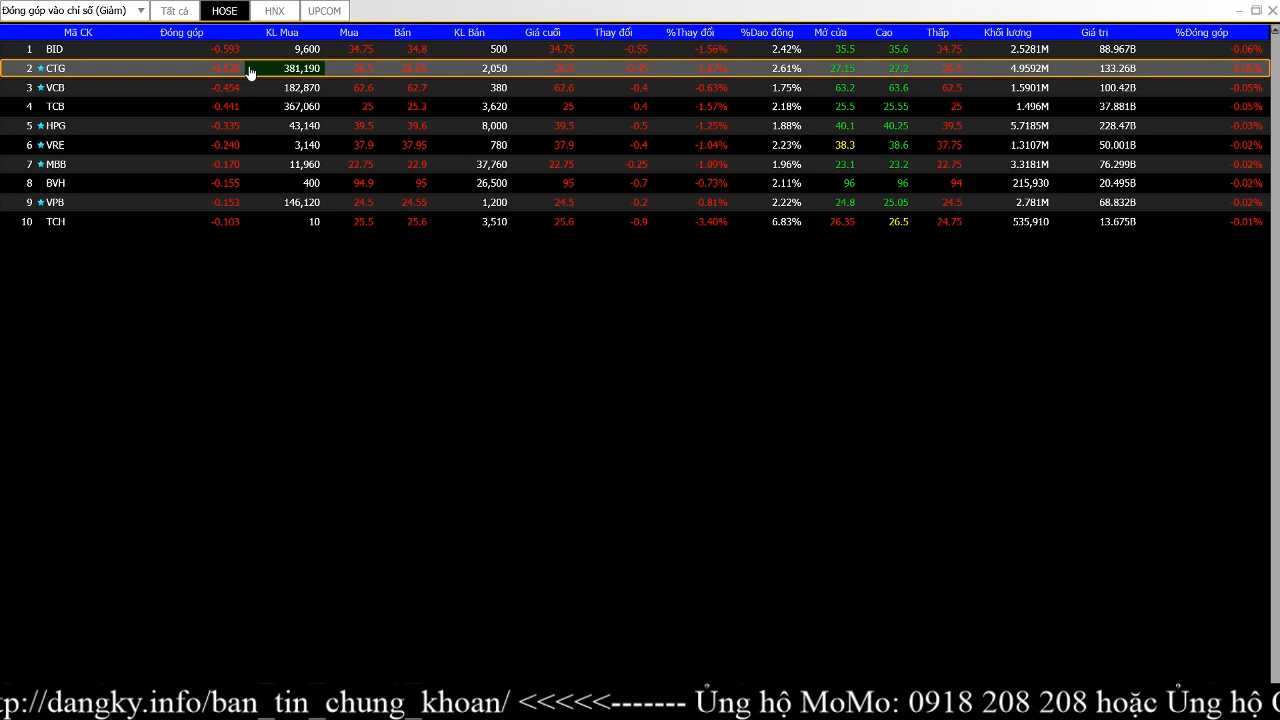 Đóng góp vào chỉ số (Giảm) Tất cả HOSE HNX UPCOM
Mã CK Đóng góp KL Mua Mua Bán KL Bán Giá cuối Thay đổi %Thay đổi %Dao động Mở cửa Cao Thấp Khối lượng Giá trị %Đóng góp
1 BID -0.593 9,600 34.75 34.8 500 34.75 -0.55 -1.56% 2.42% 35.5 35.6 34.75 2.5281M 88.967B -0.06%
2 CTG 381,190 26.5 2,050 26.5 -0.45 2.61% 27.15 27.2 26.5 4.9592M 133.26B
3 VCB -0.454 182,870 62.6 62.7 380 62.6 -0.4 -0.63% 1.75% 63.2 63.6 62.5 1.5901M 100.42B -0.05%
4 TCB -0.441 367,060 25 25.3 3,620 25 -0.4 -1.57% 2.18% 25.5 25.55 25 1.496M 37.881B -0.05%
5 HPG -0.335 43,140 39.5 39.6 8,000 39.5 -0.5 -1.25% 1.88% 40.1 40.25 39.5 5.7185M 228.47B -0.03%
6 VRE -0.240 3,140 37.9 37.95 780 37.9 -0.4 -1.04% 2.23% 38.3 38.6 37.75 1.3107M 50.001B -0.02%
7 MBB -0.170 11,960 22.75 22.9 37,760 22.75 -0.25 -1.09% 1.96% 23.1 23.2 22.75 3.3181M 76.299B -0.02%
8 BVH -0.155 400 94.9 95 26,500 95 -0.7 -0.73% 2.11% 96 96 94 215,930 20.495B -0.02%
9 VPB -0.153 146,120 24.5 24.55 1,200 24.5 -0.2 -0.81% 2.22% 24.8 25.05 24.5 2.781M 68.832B -0.02%
10 TCH -0.103 10 25.5 25.6 3,510 25.6 -0.9 -3.40% 6.83% 26.35 26.5 24.75 535,910 13.675B -0.01%
tp://dangky.info/ban_tin_chung_khoan/ <<<<<------- Ủng hộ MoMo: 0918 208 208 hoặc Ủng hộ